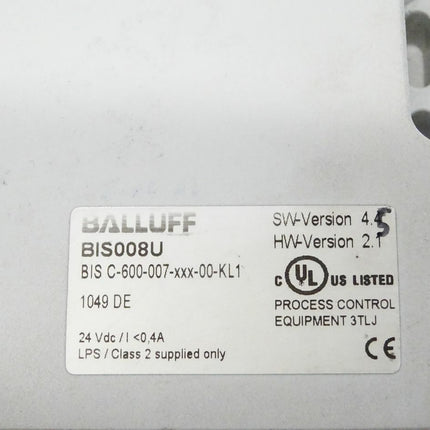 BALLUFF
BIS008U
BIS C-600-007-xxx-00-KL1
1049 DE
24 Vdc / I <0,4A
LPS / Class 2 supplied only
SW-Version 4.5
HW-Version 2.1
C UL US LISTED
PROCESS CONTROL
EQUIPMENT 3TLJ
CE